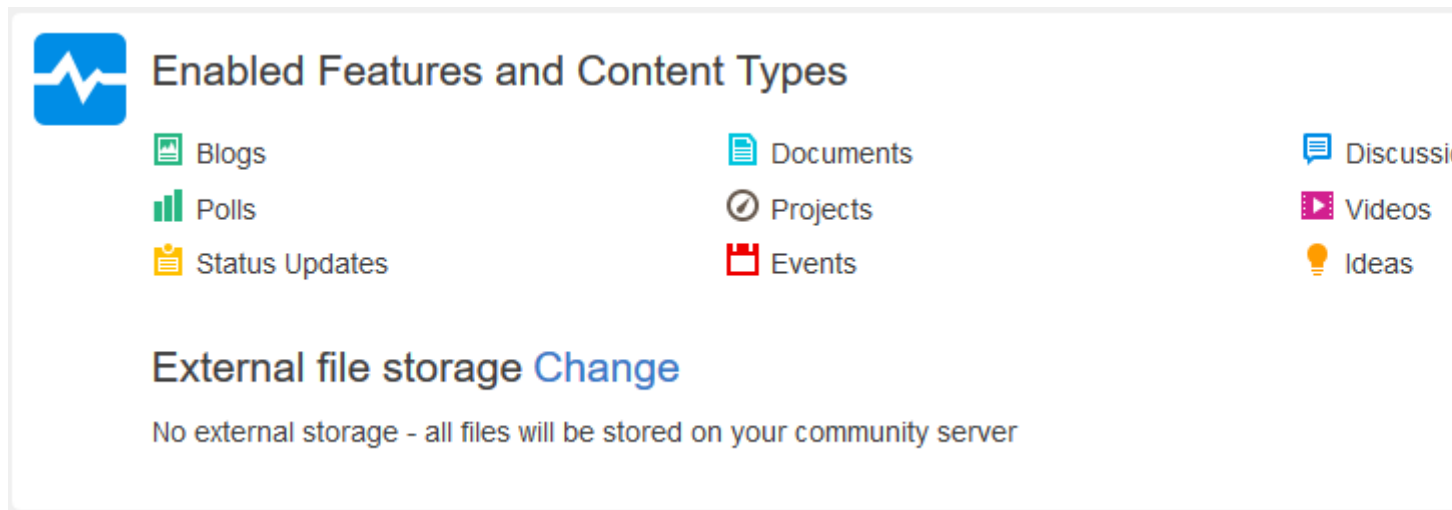 Enabled Features and Content Types
Blogs Documents
Polls Projects Videos
Status Updates Events Ideas
External file storage Change
No external storage - all files will be stored on your community server